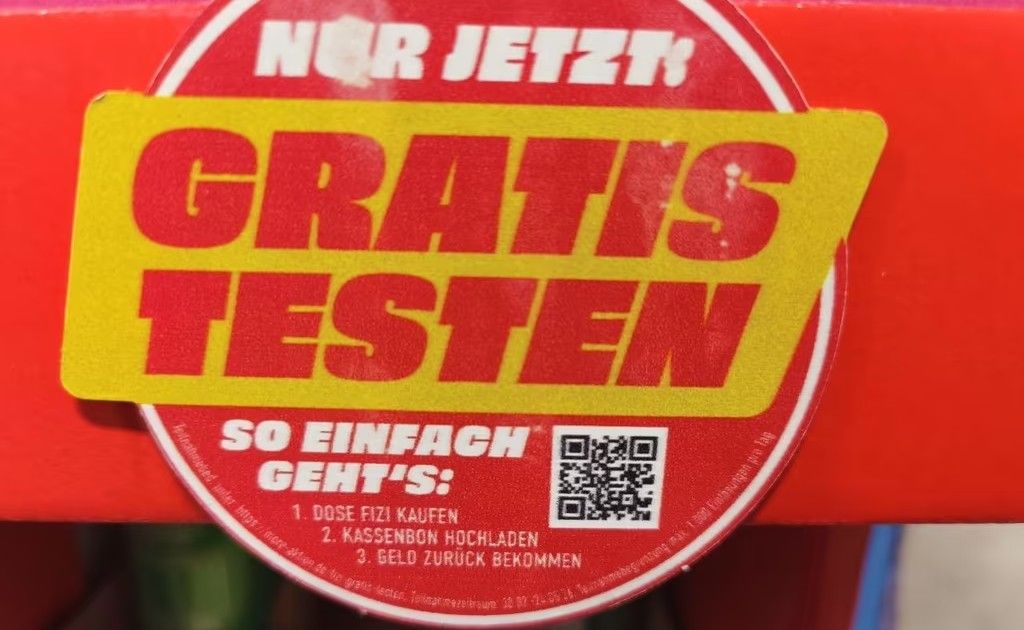 NUR JETZT:
GRATIS
TESTEN
SO EINFACH
GEHT'S:
1. DOSE FIZI KAUFEN
2. KASSENBON HOCHLADEN
3. GELD ZURÜCK BEKOMMEN